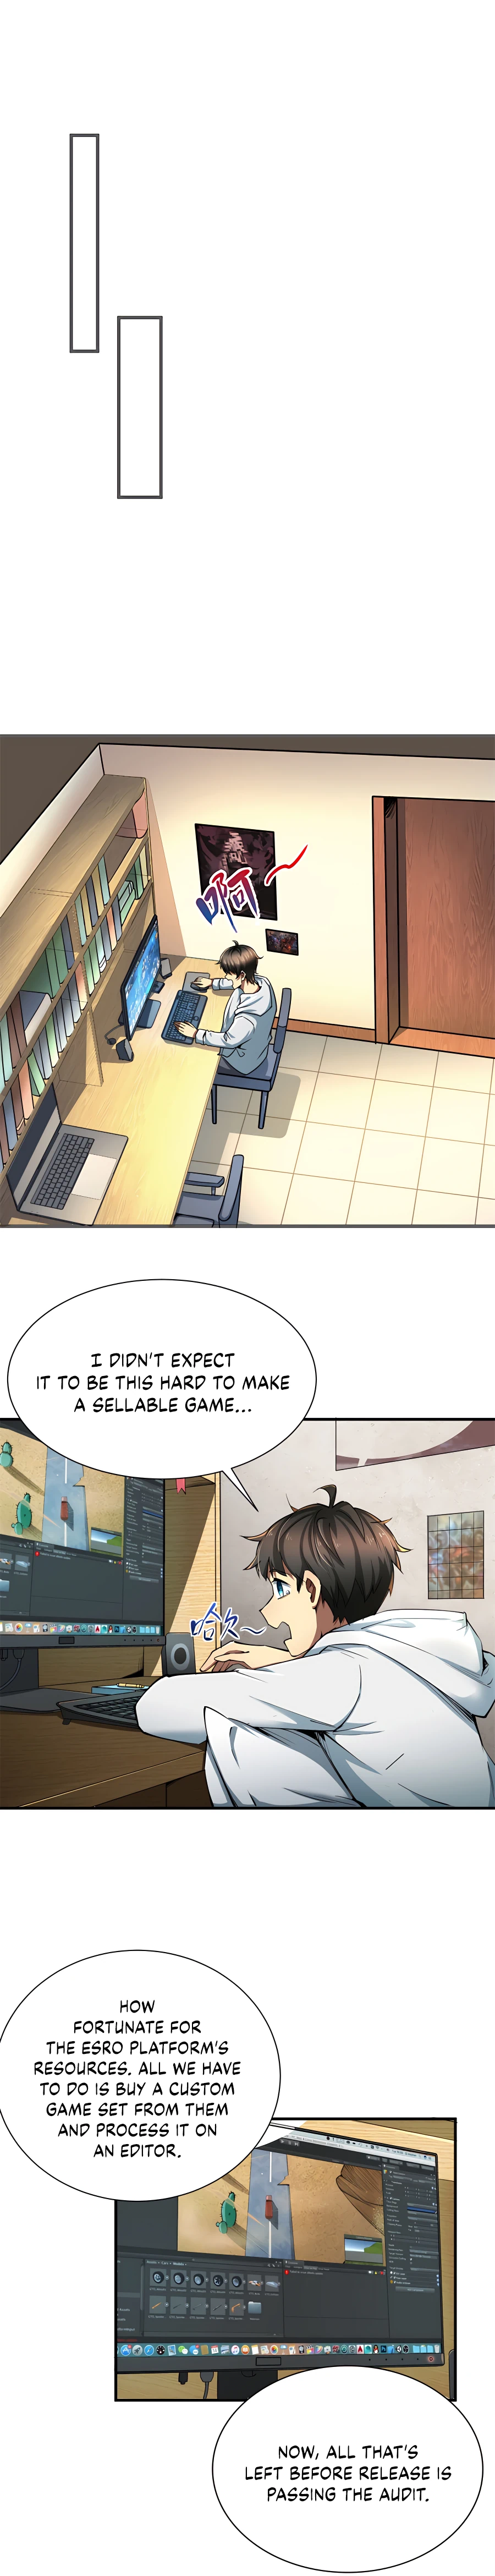 啊
I DIDN'T EXPECT
IT TO BE THIS HARD TO MAKE
A SELLABLE GAME...
哈欠~
HOW
FORTUNATE FOR
THE ESRO PLATFORM'S
RESOURCES. ALL WE HAVE
TO DO IS BUY A CUSTOM
GAME SET FROM THEM
AND PROCESS IT ON
AN EDITOR.
NOW, ALL THAT'S
LEFT BEFORE RELEASE IS
PASSING THE AUDIT.